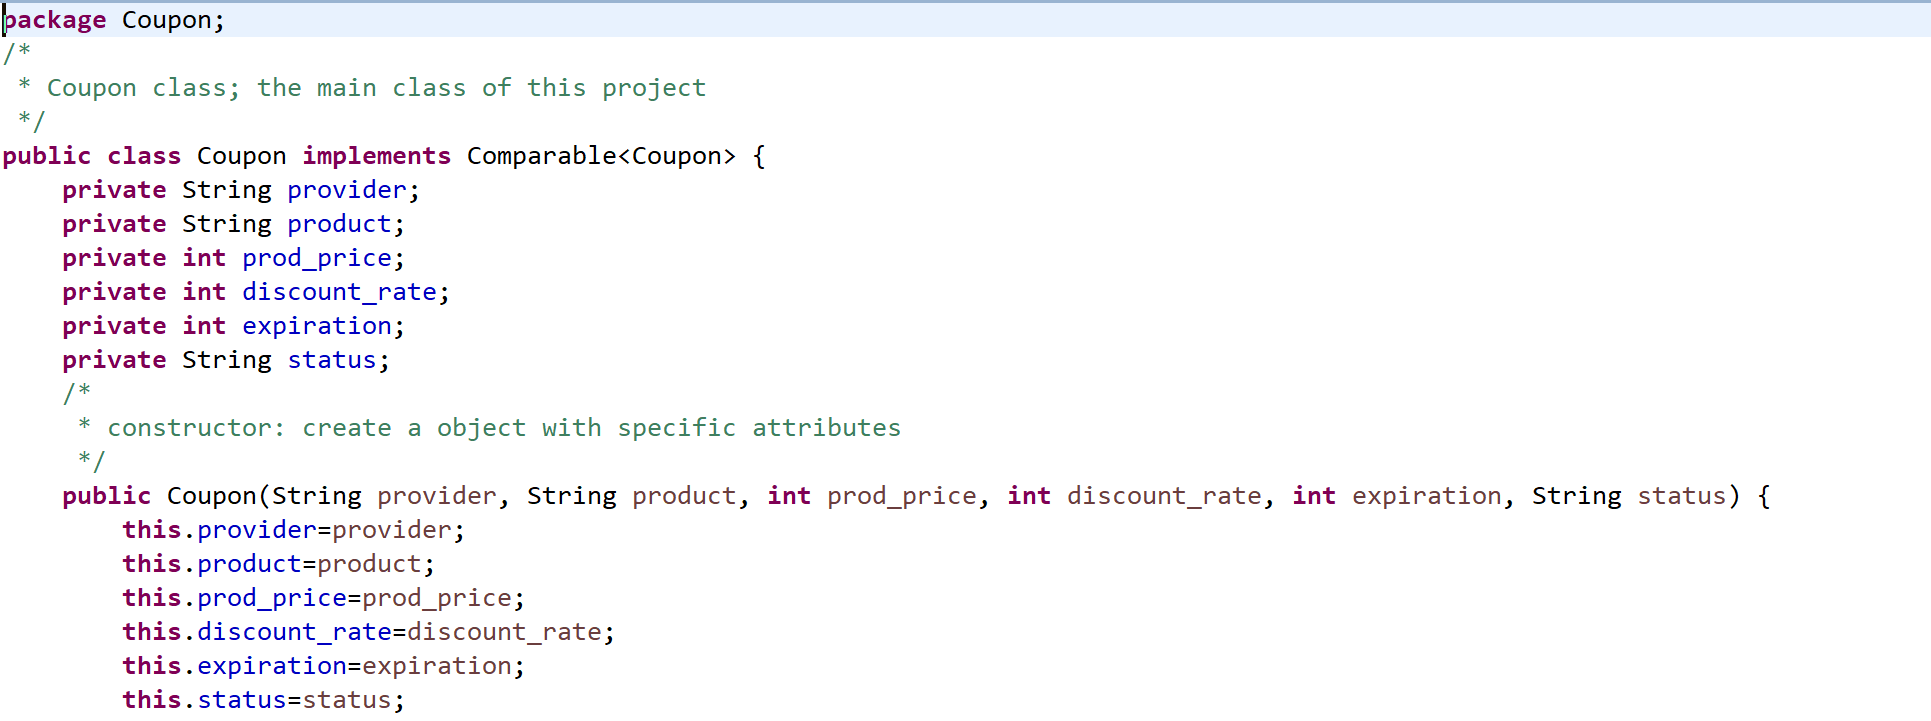 package Coupon;
/*
 * Coupon class; the main class of this project
 */
public class Coupon implements Comparable<Coupon> {
    private String provider;
    private String product;
    private int prod_price;
    private int discount_rate;
    private int expiration;
    private String status;
    /*
     * constructor: create a object with specific attributes
     */
    public Coupon(String provider, String product, int prod_price, int discount_rate, int expiration, String status) {
        this.provider=provider;
        this.product=product;
        this.prod_price=prod_price;
        this.discount_rate=discount_rate;
        this.expiration=expiration;
        this.status=status;